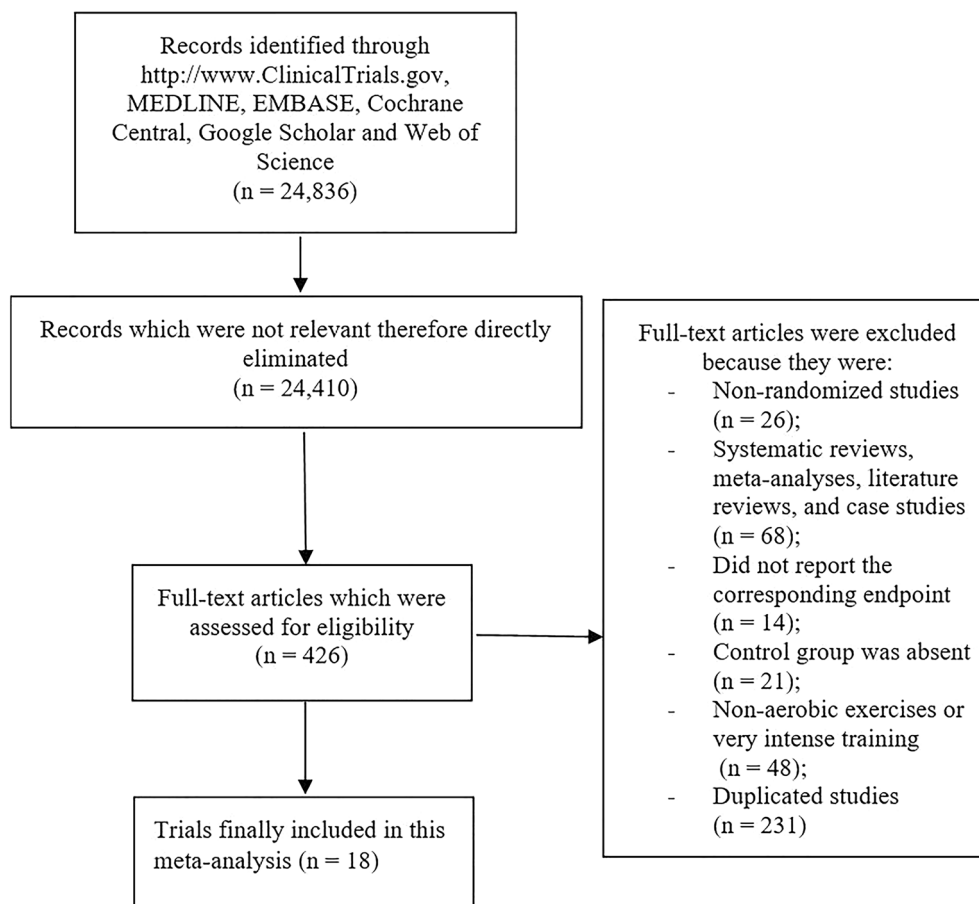 Records identified through
http://www.ClinicalTrials.gov,
MEDLINE, EMBASE, Cochrane
Central, Google Scholar and Web of
Science
(n = 24,836)
Records which were not relevant therefore directly
eliminated
(n = 24,410)
Full-text articles which were
assessed for eligibility
(n = 426)
Full-text articles were excluded
because they were:
- Non-randomized studies
(n = 26);
- Systematic reviews,
meta-analyses, literature
reviews, and case studies
(n = 68);
- Did not report the
corresponding endpoint
(n = 14);
- Control group was absent
(n = 21);
- Non-aerobic exercises or
very intense training
(n = 48);
- Duplicated studies
(n = 231)
Trials finally included in this
meta-analysis (n = 18)